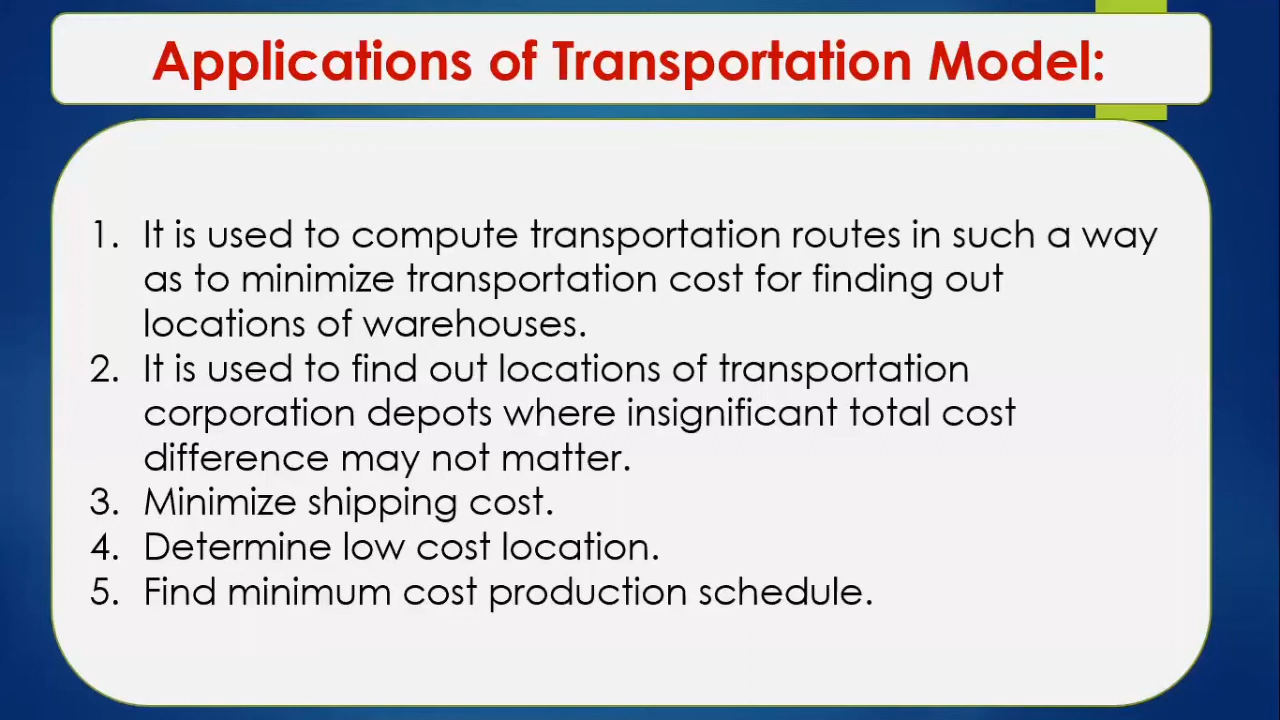 Applications of Transportation Model:
1. It is used to compute transportation routes in such a way
as to minimize transportation cost for finding out
locations of warehouses.
2. It is used to find out locations of transportation
corporation depots where insignificant total cost
difference may not matter.
3. Minimize shipping cost.
4. Determine low cost location.
5. Find minimum cost production schedule.